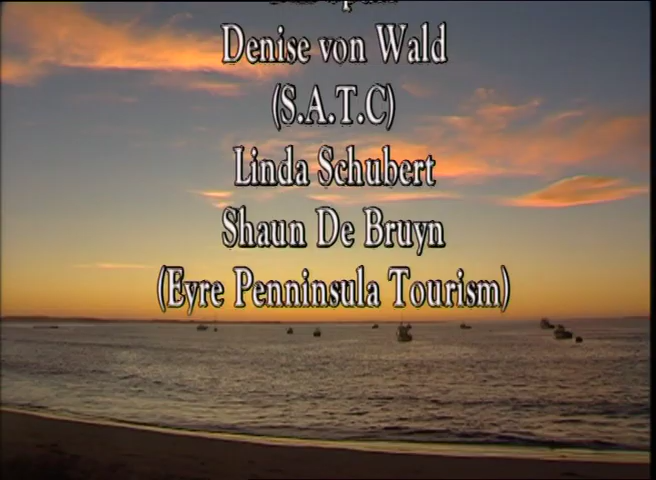 Denise von Wald
(S.A.T.C)
Linda Schubert
Shaun De Bruyn
(Eyre Penninsula Tourism)